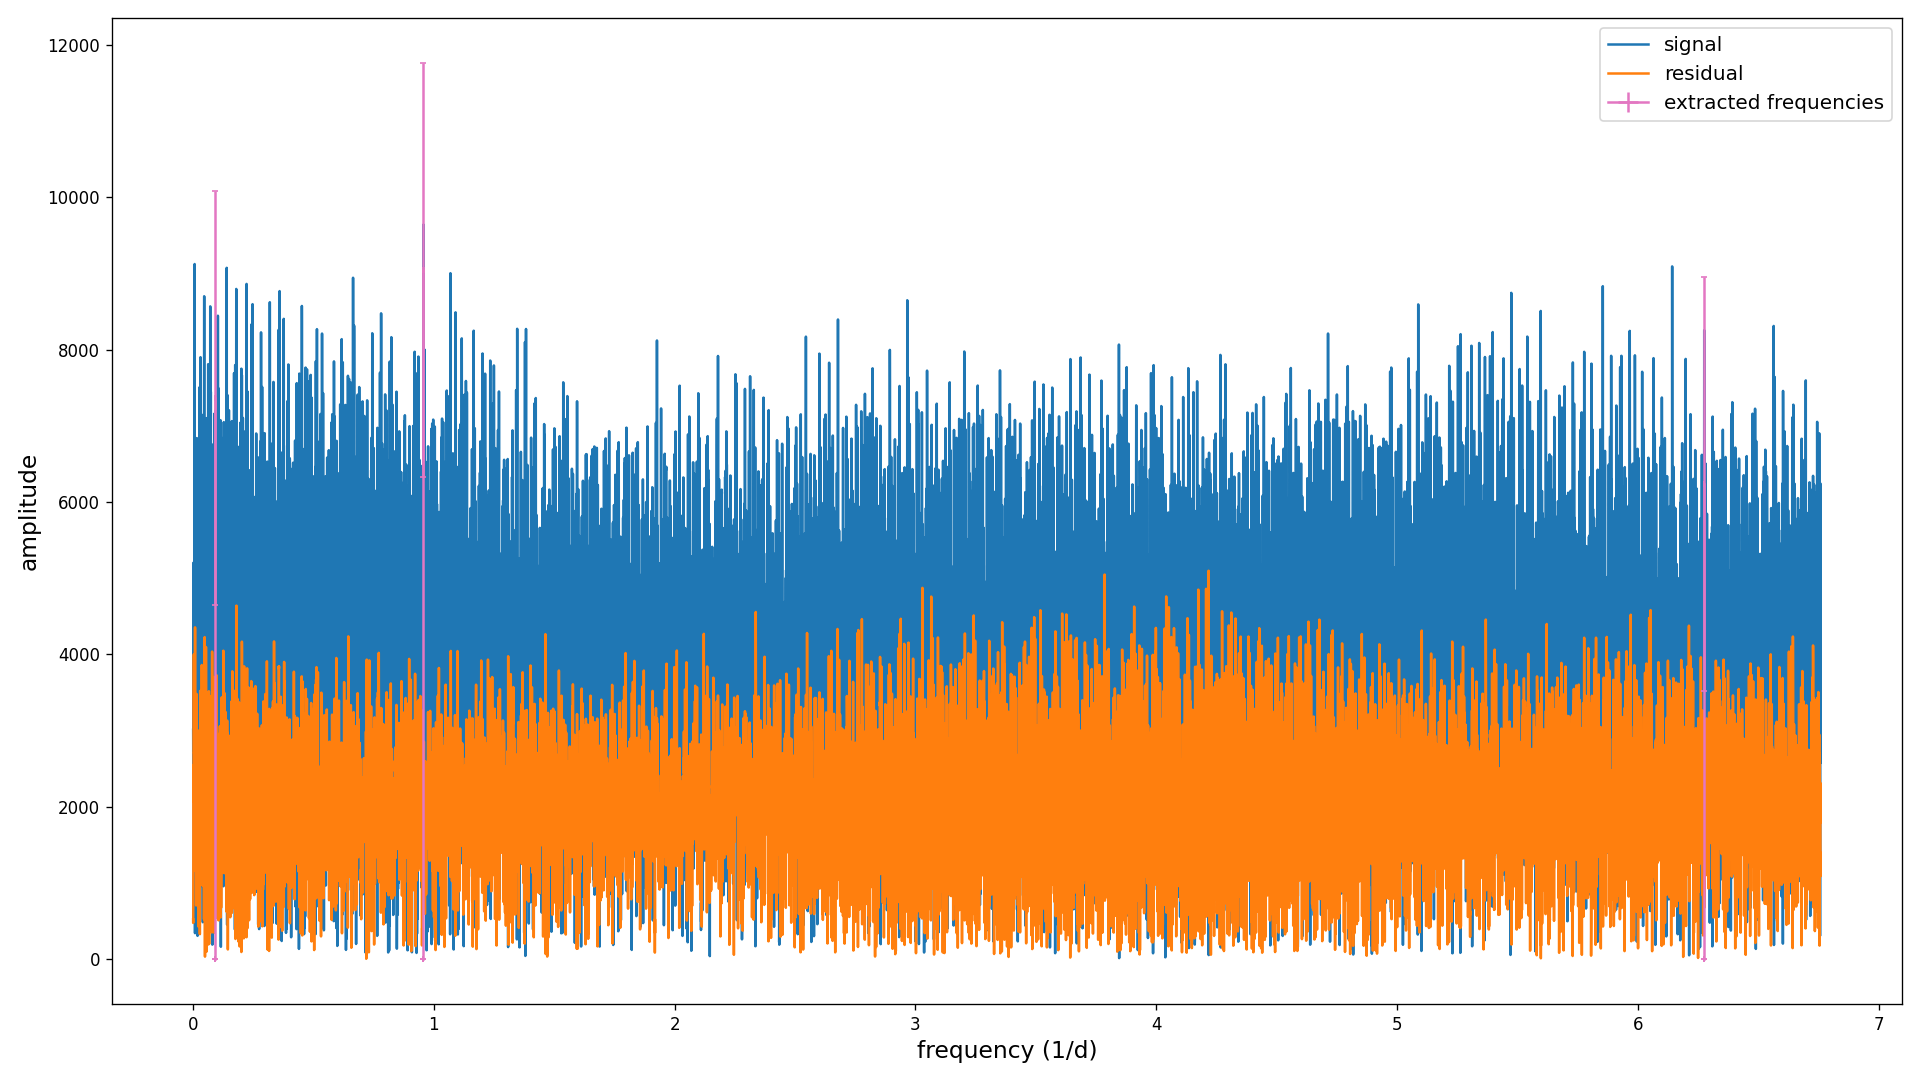 12000
10000
8000
6000
4000
2000
0
amplitude
0 1 2 3 4 5 6 7
frequency (1/d)
signal
residual
extracted frequencies